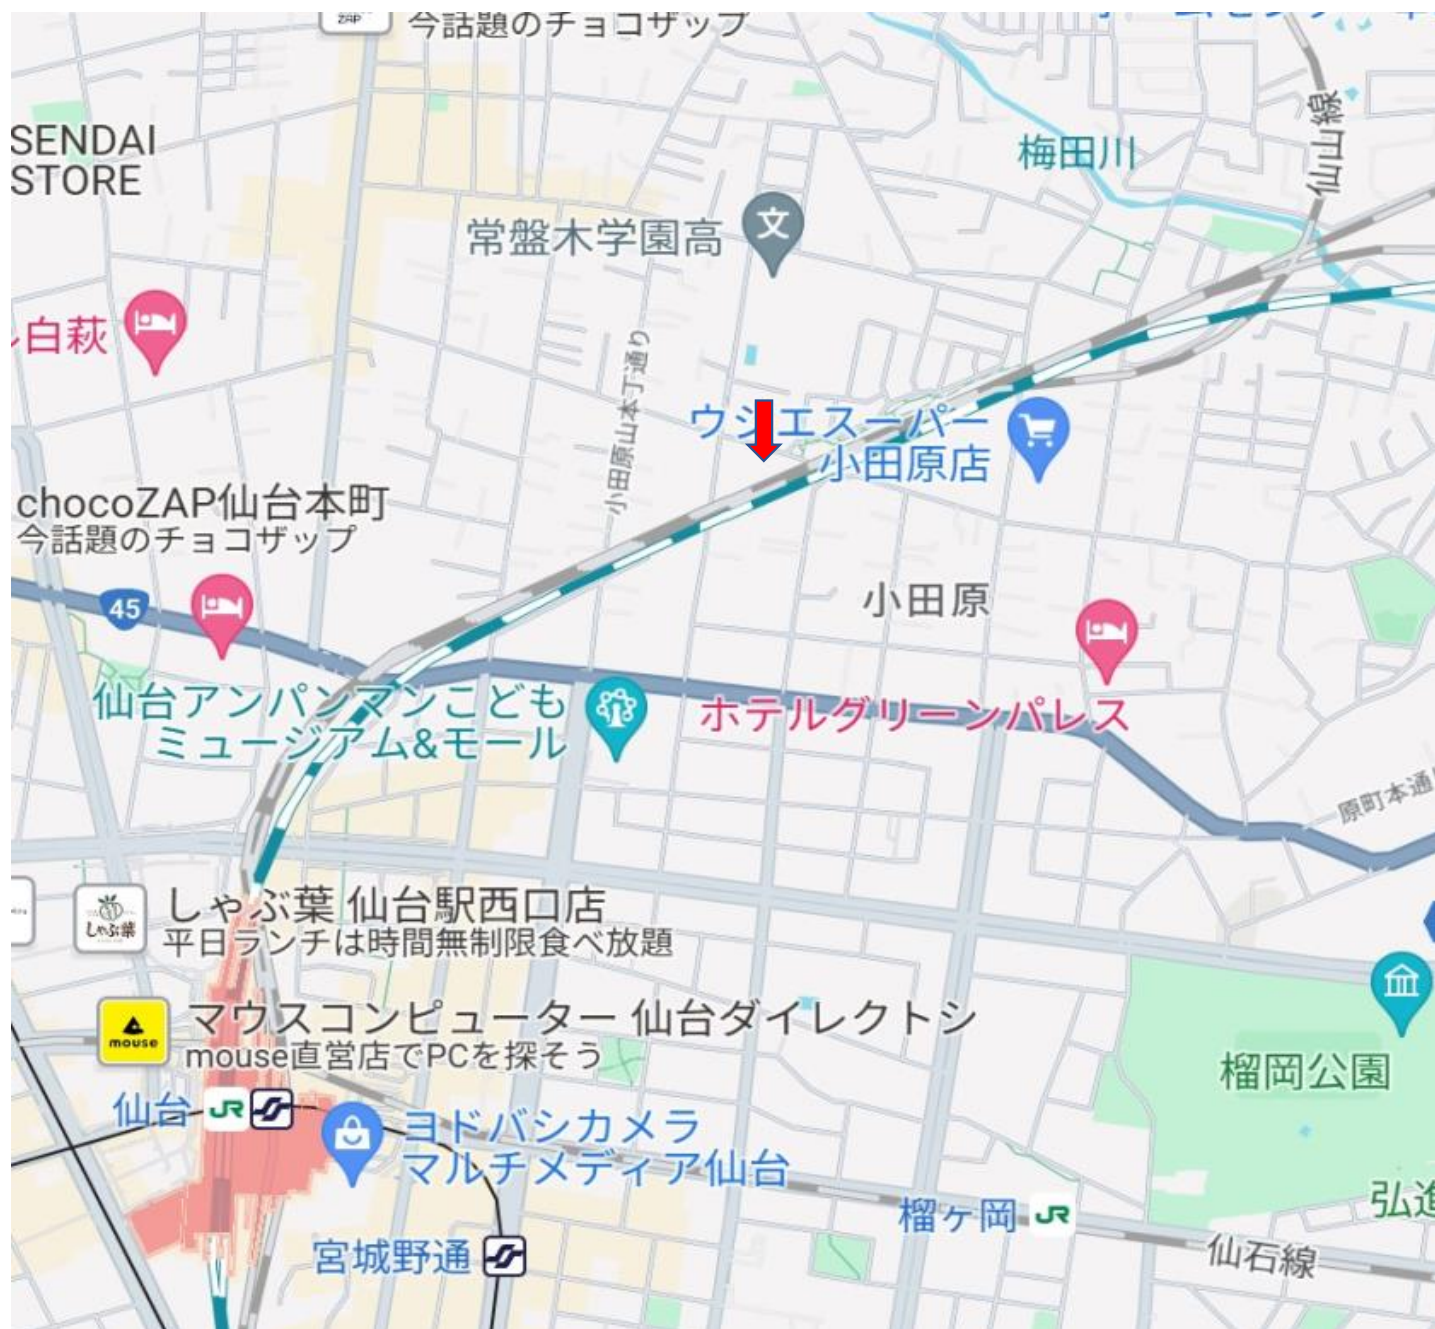 今話題のチョコザップ
SENDAI
STORE
梅田川
仙山線
常盤木学園高
文
白萩
小田原山本丁通り
ウジエスーパー
小田原店
chocoZAP仙台本町
今話題のチョコザップ
45
小田原
仙台アンパンマンこども
ミュージアム&モール
ホテルグリーンパレス
原町本通
しゃぶ葉
しゃぶ葉 仙台駅西口店
平日ランチは時間無制限食べ放題
mouse
マウスコンピューター 仙台ダイレクトシ
mouse直営店でPCを探そう
榴岡公園
仙台
JR
ヨドバシカメラ
マルチメディア仙台
榴ケ岡
JR
弘進
宮城野通
仙石線